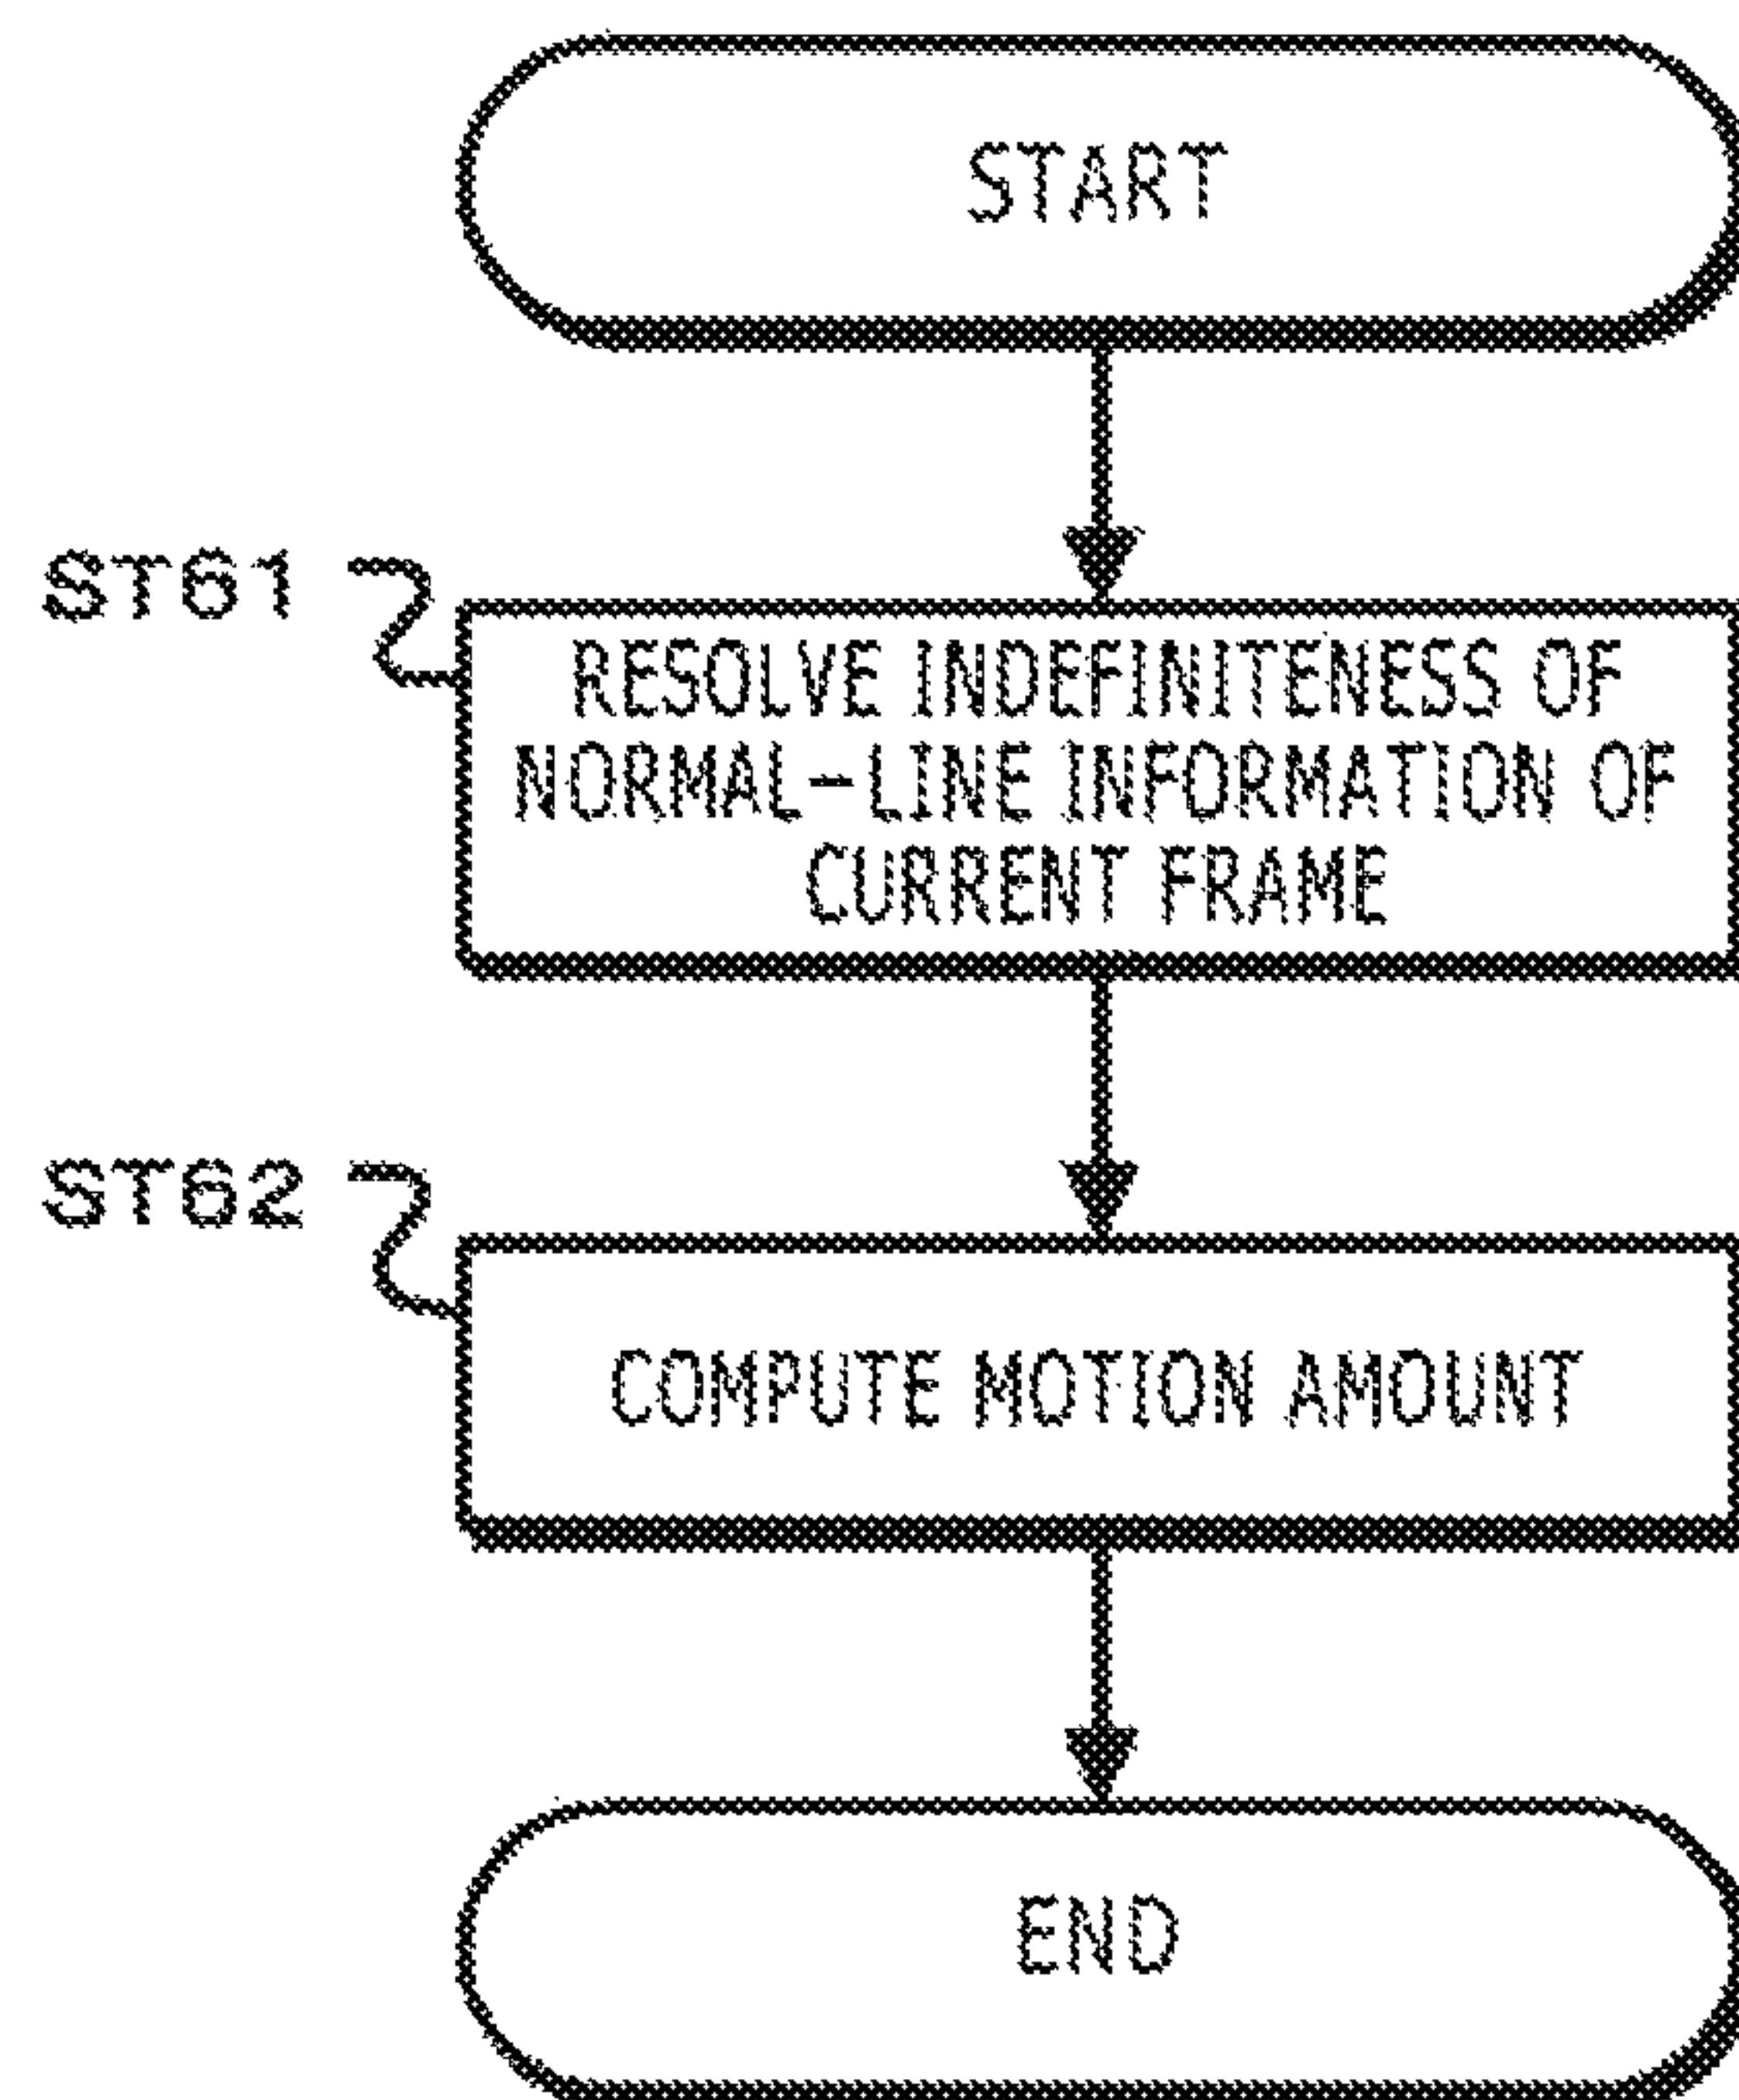 START
ST61
RESOLVE INDEFINITENESS OF
NORMAL-LINE INFORMATION OF
CURRENT FRAME
ST62
COMPUTE MOTION AMOUNT
END